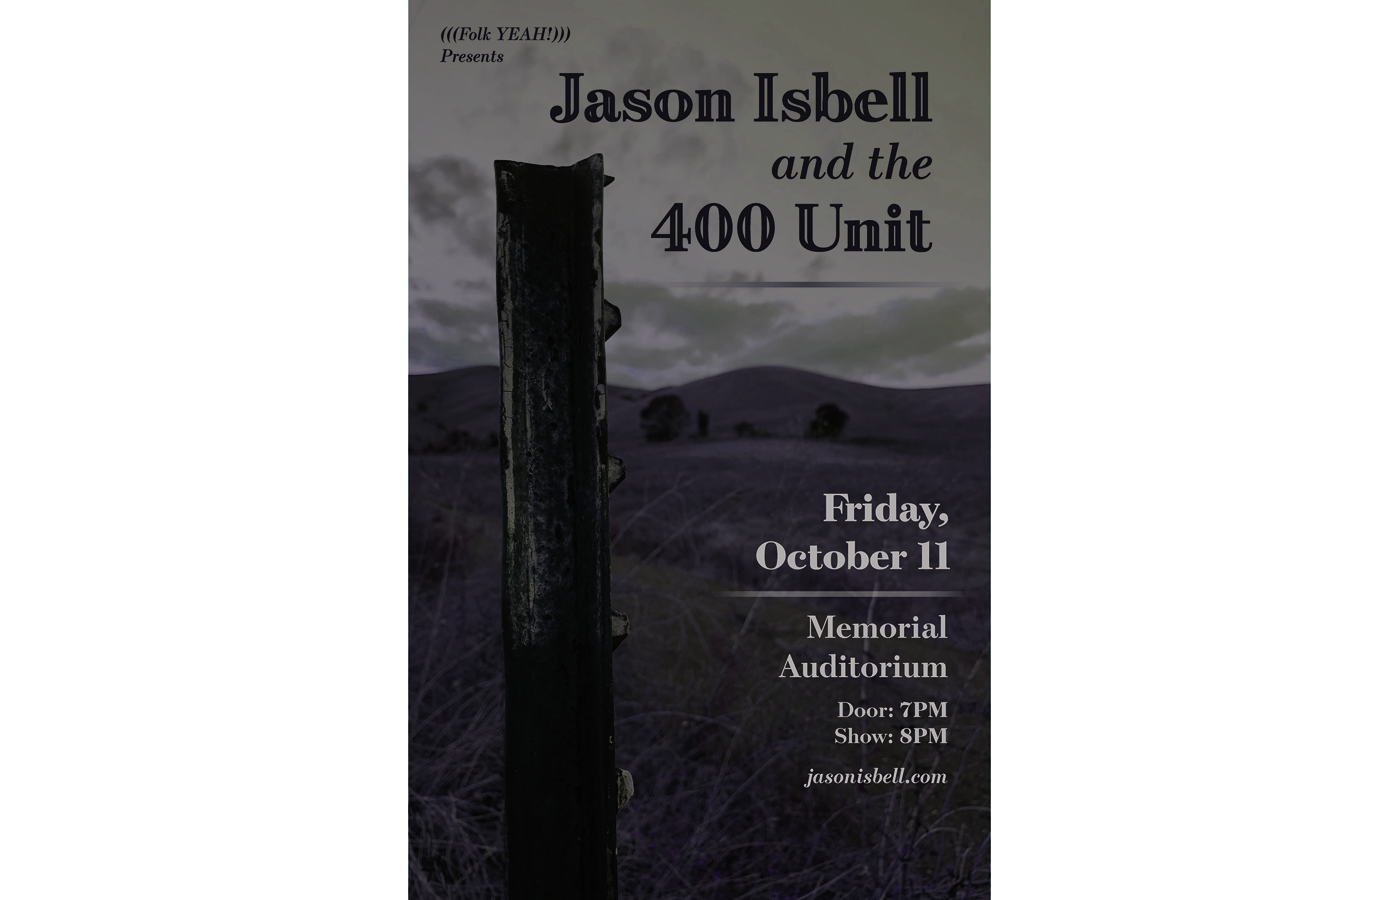 (((Folk YEAH!)))
Presents
Jason Isbell
and the
400 Unit
Friday,
October 11
Memorial
Auditorium
Door: 7PM
Show: 8PM
jasonisbell.com